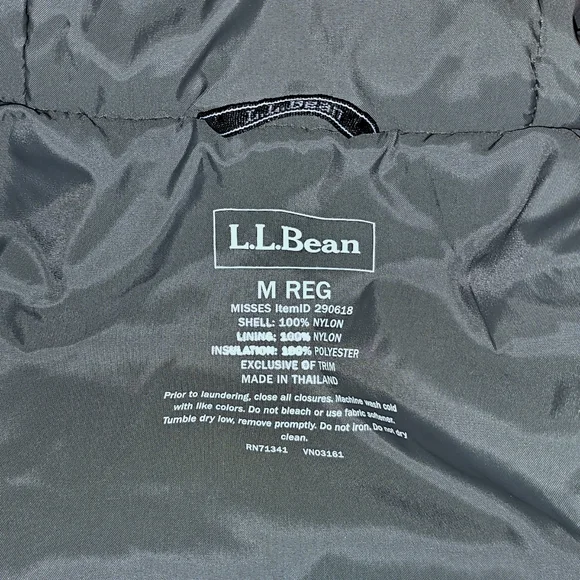 L.L.Bean
L.L.Bean
M REG
MISSES ItemID 290618
SHELL: 100% NYLON
LINING: 100% NYLON
INSULATION: 100% POLYESTER
EXCLUSIVE OF TRIM
MADE IN THAILAND
Prior to laundering, close all closures. Machine wash cold
with like colors. Do not bleach or use fabric softener.
Tumble dry low, remove promptly. Do not iron. Do not dry
clean.
RN71341 VN03161